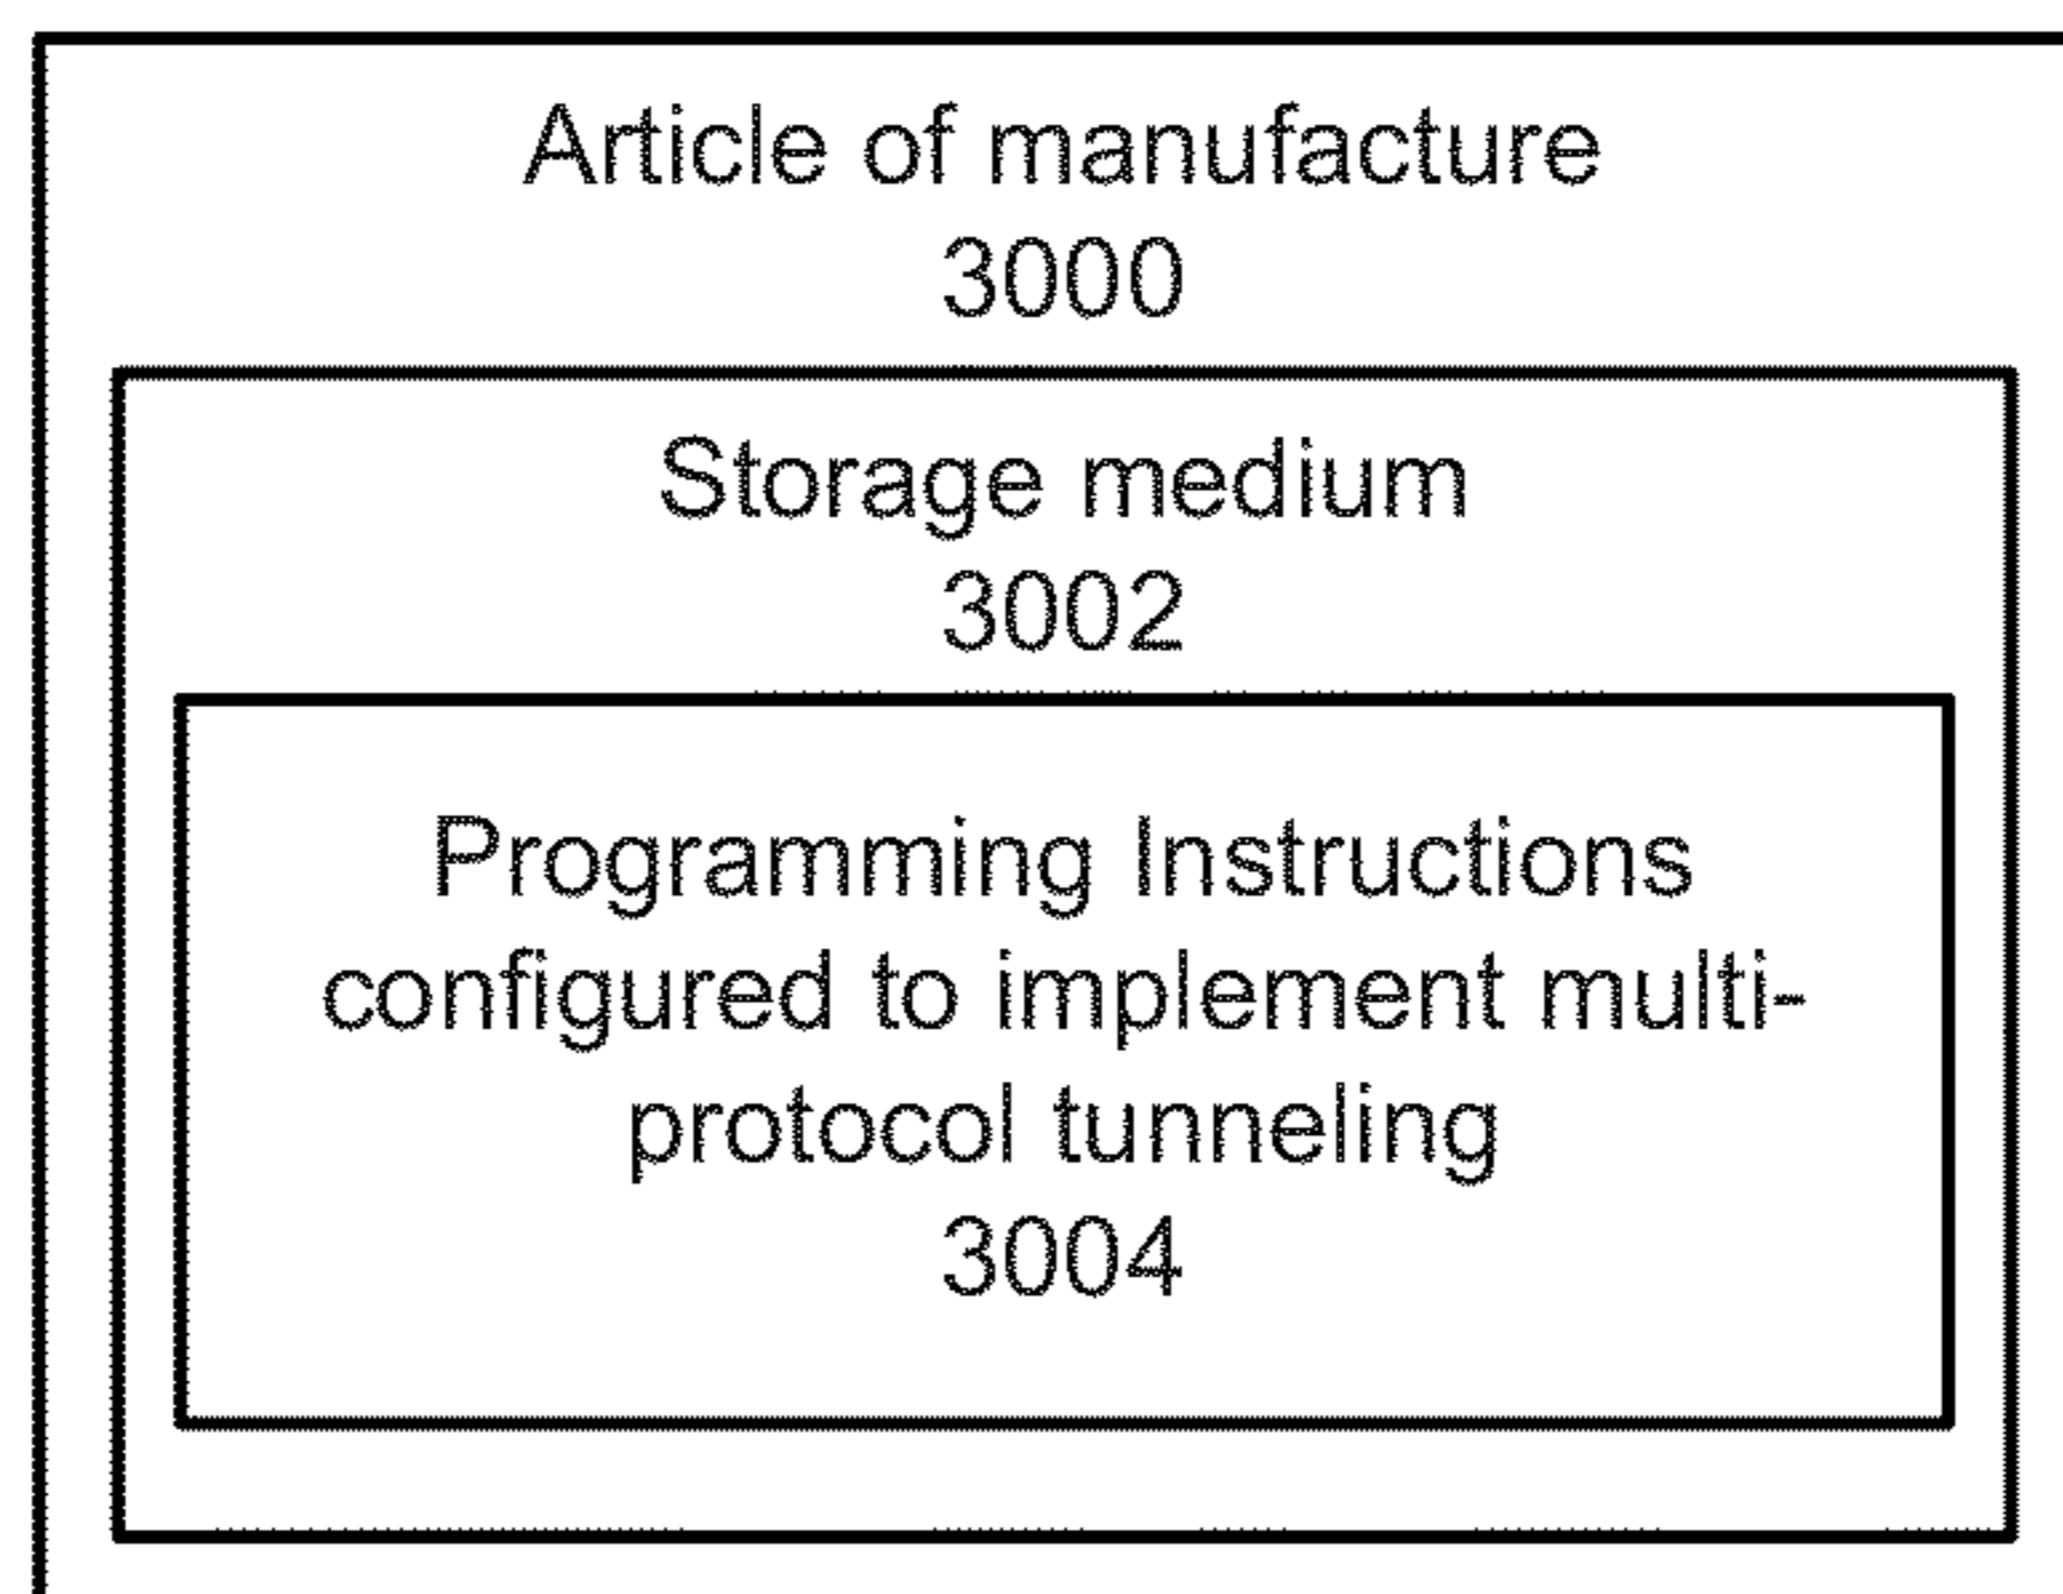 Article of manufacture
3000
Storage medium
3002
Programming Instructions
configured to implement multi-
protocol tunneling
3004